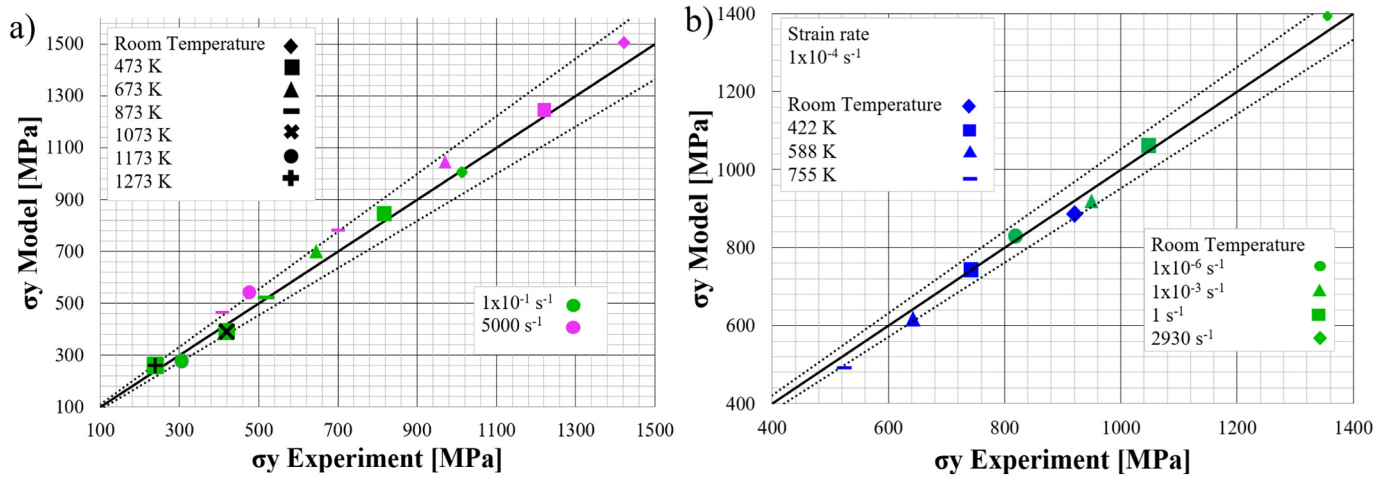 a)
Room Temperature
473 K
673 K
873 K
1073 K
1173 K
1273 K
1x10⁻¹ s⁻¹
5000 s⁻¹
σy Model [MPa]
1500
1300
1100
900
700
500
300
100
100 300 500 700 900 1100 1300 1500
σy Experiment [MPa]
b)
Strain rate
1x10⁻⁴ s⁻¹
Room Temperature
422 K
588 K
755 K
Room Temperature
1x10⁻⁶ s⁻¹
1x10⁻³ s⁻¹
1 s⁻¹
2930 s⁻¹
σy Model [MPa]
1400
1200
1000
800
600
400
400 600 800 1000 1200 1400
σy Experiment [MPa]